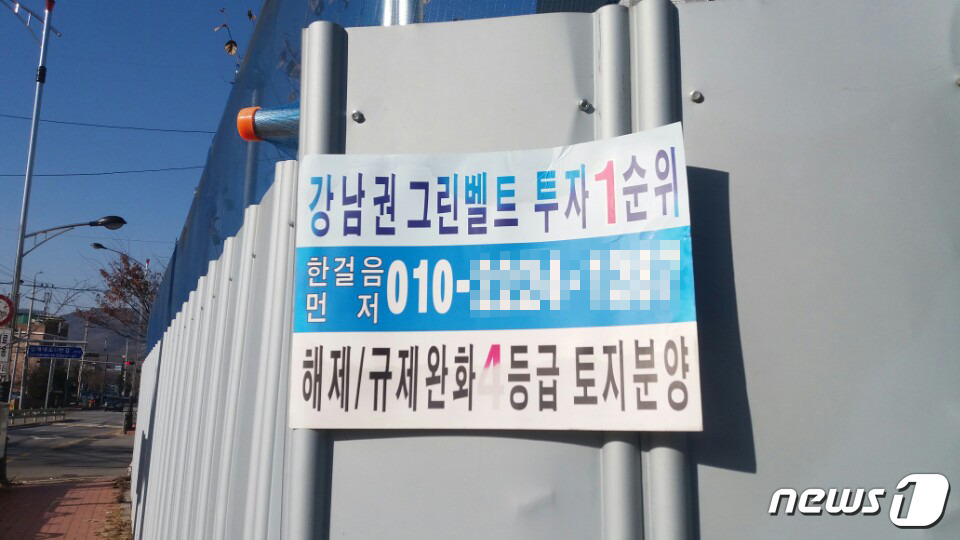 강남권 그린벨트 투자1순위
한걸음
먼 저 010-
해제/규제완화4등급 토지분양
news1